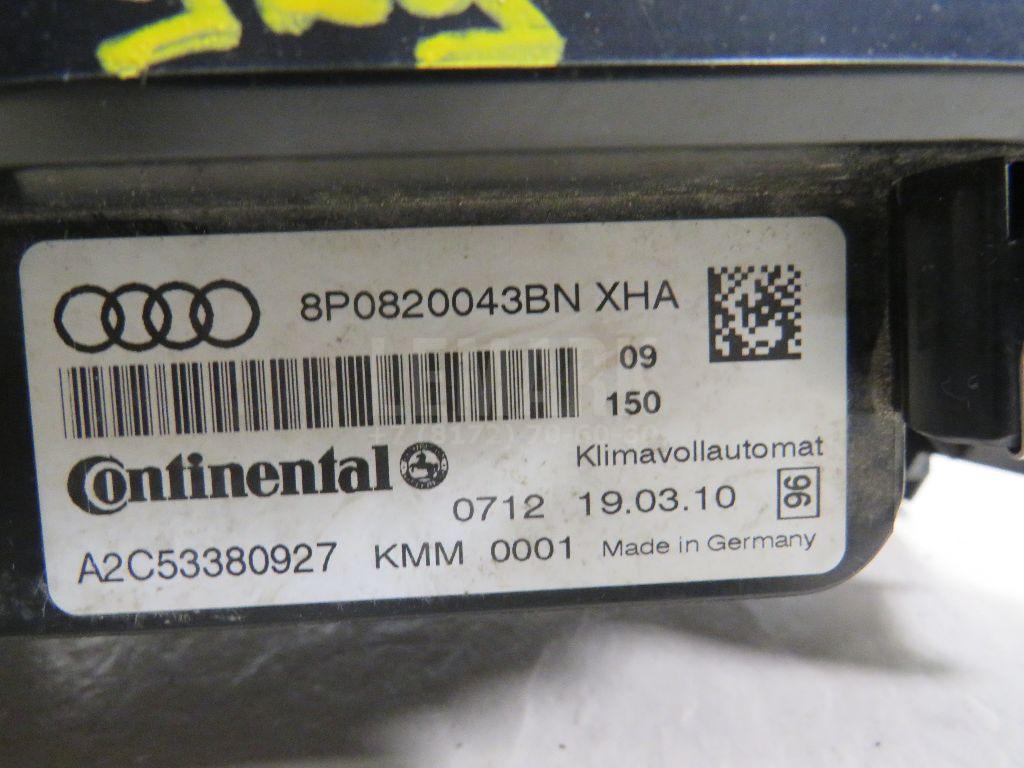 8P0820043BN XHA
09
150
Continental
Klimavollautomat
0712 19.03.10 96
A2C53380927 KMM 0001 Made in Germany